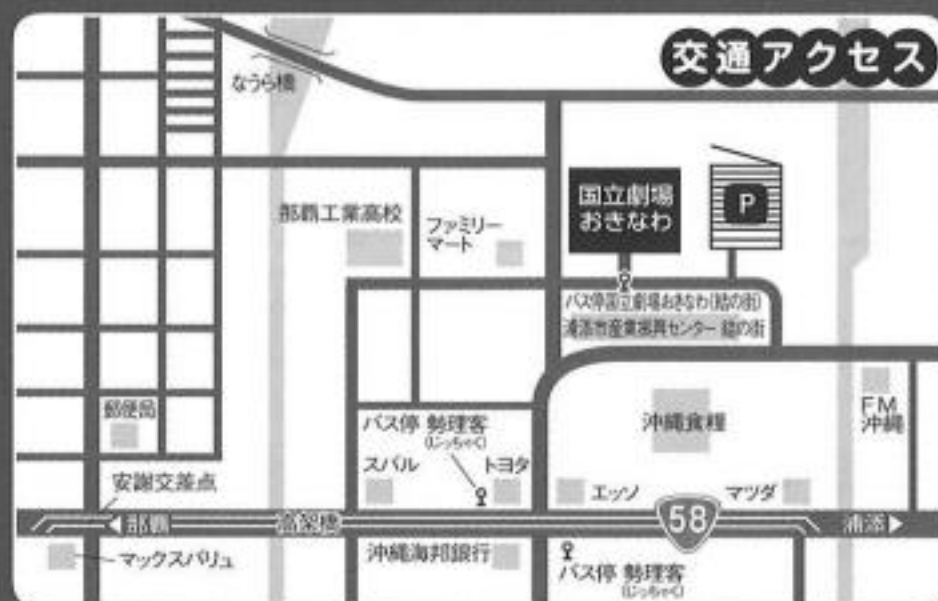 交通アクセス
なうら橋
国立劇場
おきなわ
P
那覇工業高校
ファミリー
マート
バス停国立劇場おきなわ(結の街)
浦添市産業振興センター 結の街
郵便局
バス停 勢理客
(じっちゃく)
沖縄食糧
FM
沖縄
スバル
トヨタ
エッソ
マツダ
安謝交差点
◀那覇
高架橋
58
浦添▶
マックスバリュ
沖縄海邦銀行
バス停 勢理客
(じっちゃく)